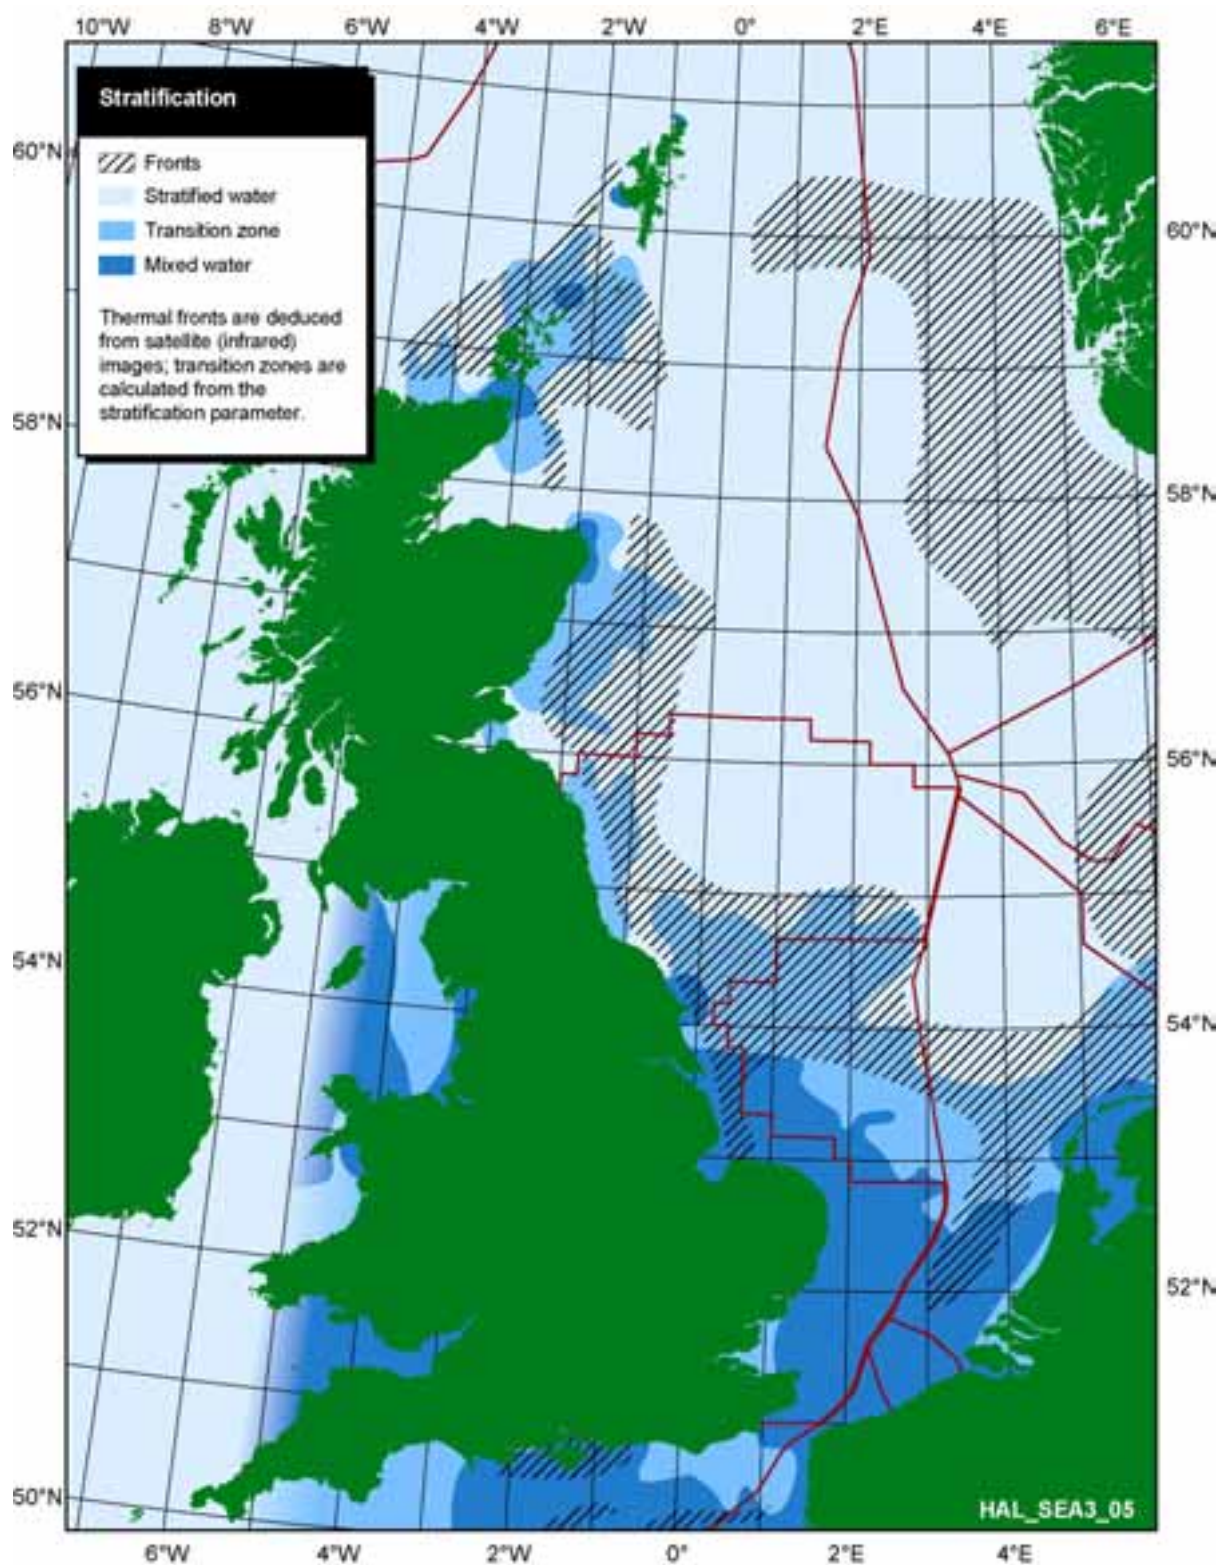 10°W 8°W 6°W 4°W 2°W 0° 2°E 4°E 6°E
Stratification
Fronts
Stratified water
Transition zone
Mixed water
Thermal fronts are deduced
from satellite (infrared)
images; transition zones are
calculated from the
stratification parameter.
60°N
60°N
58°N
58°N
56°N
56°N
54°N
54°N
52°N
52°N
50°N
HAL_SEA3_05
6°W 4°W 2°W 0° 2°E 4°E